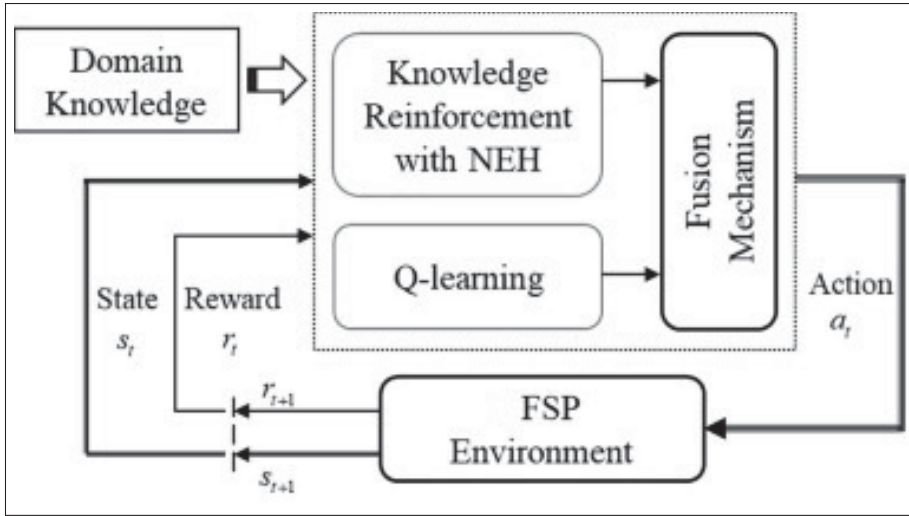 Domain
Knowledge
Knowledge
Reinforcement
with NEH
Q-learning
Fusion
Mechanism
State
s_t
Reward
r_t
Action
a_t
r_{t+1}
s_{t+1}
FSP
Environment